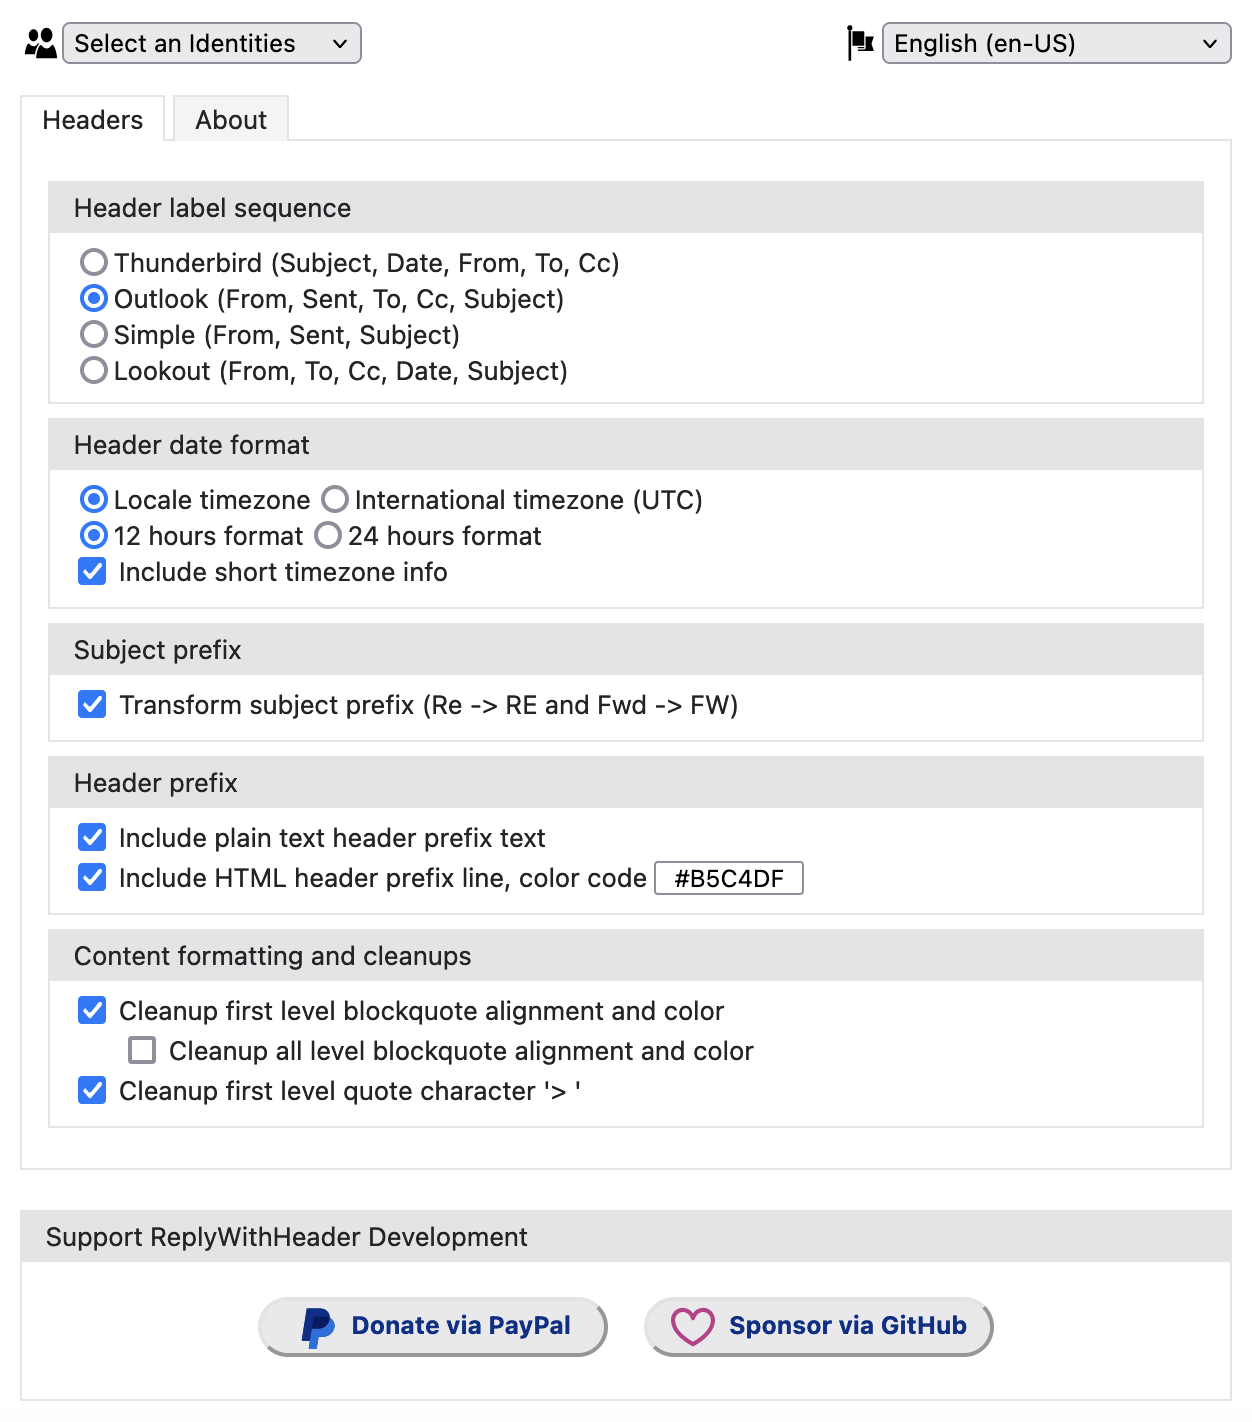 Select an Identities
English (en-US)
Headers
About
Header label sequence
Thunderbird (Subject, Date, From, To, Cc)
Outlook (From, Sent, To, Cc, Subject)
Simple (From, Sent, Subject)
Lookout (From, To, Cc, Date, Subject)
Header date format
Locale timezone International timezone (UTC)
12 hours format 24 hours format
Include short timezone info
Subject prefix
Transform subject prefix (Re -> RE and Fwd -> FW)
Header prefix
Include plain text header prefix text
Include HTML header prefix line, color code #B5C4DF
Content formatting and cleanups
Cleanup first level blockquote alignment and color
Cleanup all level blockquote alignment and color
Cleanup first level quote character '> '
Support ReplyWithHeader Development
Donate via PayPal
Sponsor via GitHub